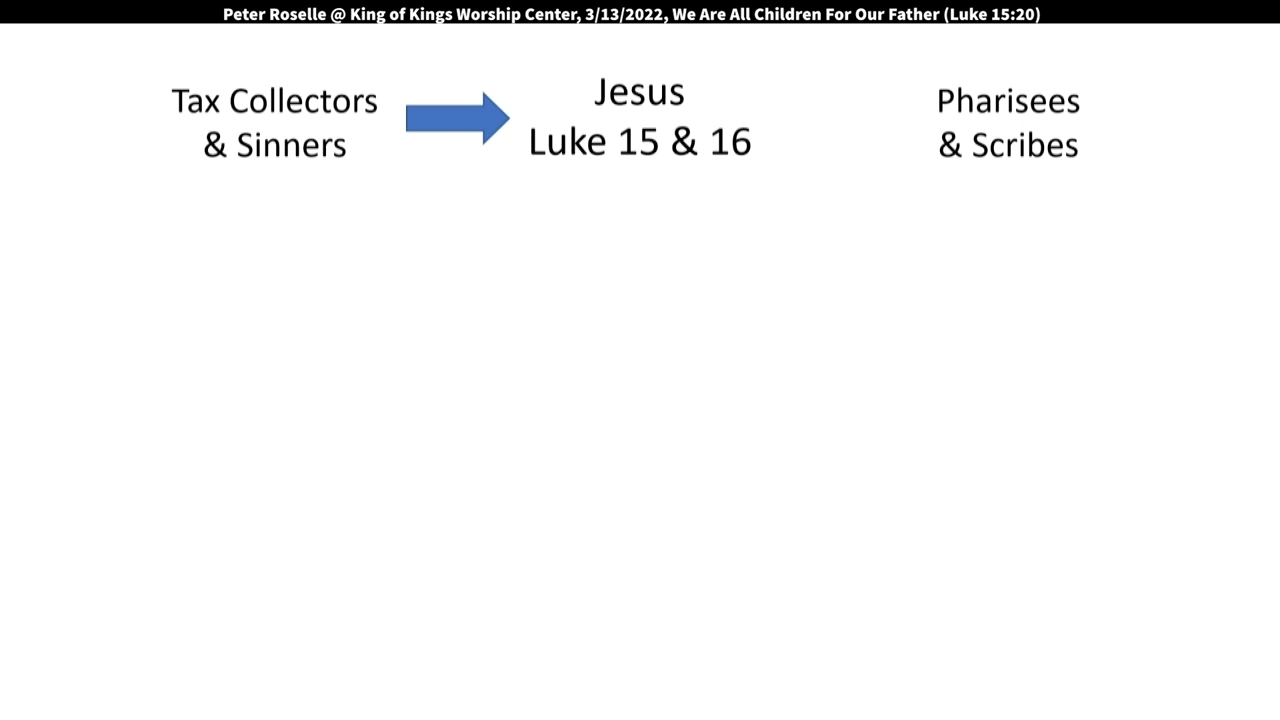 Peter Roselle @ King of Kings Worship Center, 3/13/2022, We Are All Children For Our Father (Luke 15:20)
Tax Collectors
& Sinners
Jesus
Luke 15 & 16
Pharisees
& Scribes